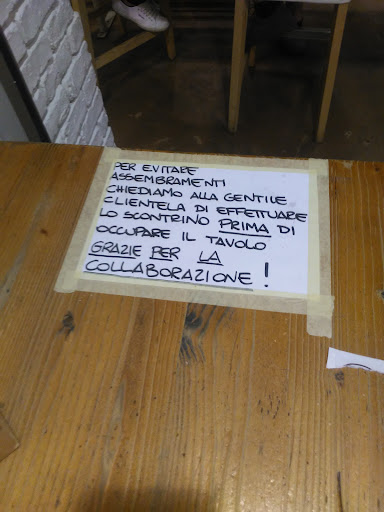 PER EVITARE
ASSEMBRAMENTI
CHIEDIAMO ALLA GENTILE
CLIENTELA DI EFFETTUARE
LO SCONTRINO PRIMA DI
OCCUPARE IL TAVOLO
GRAZIE PER LA
COLLABORAZIONE !